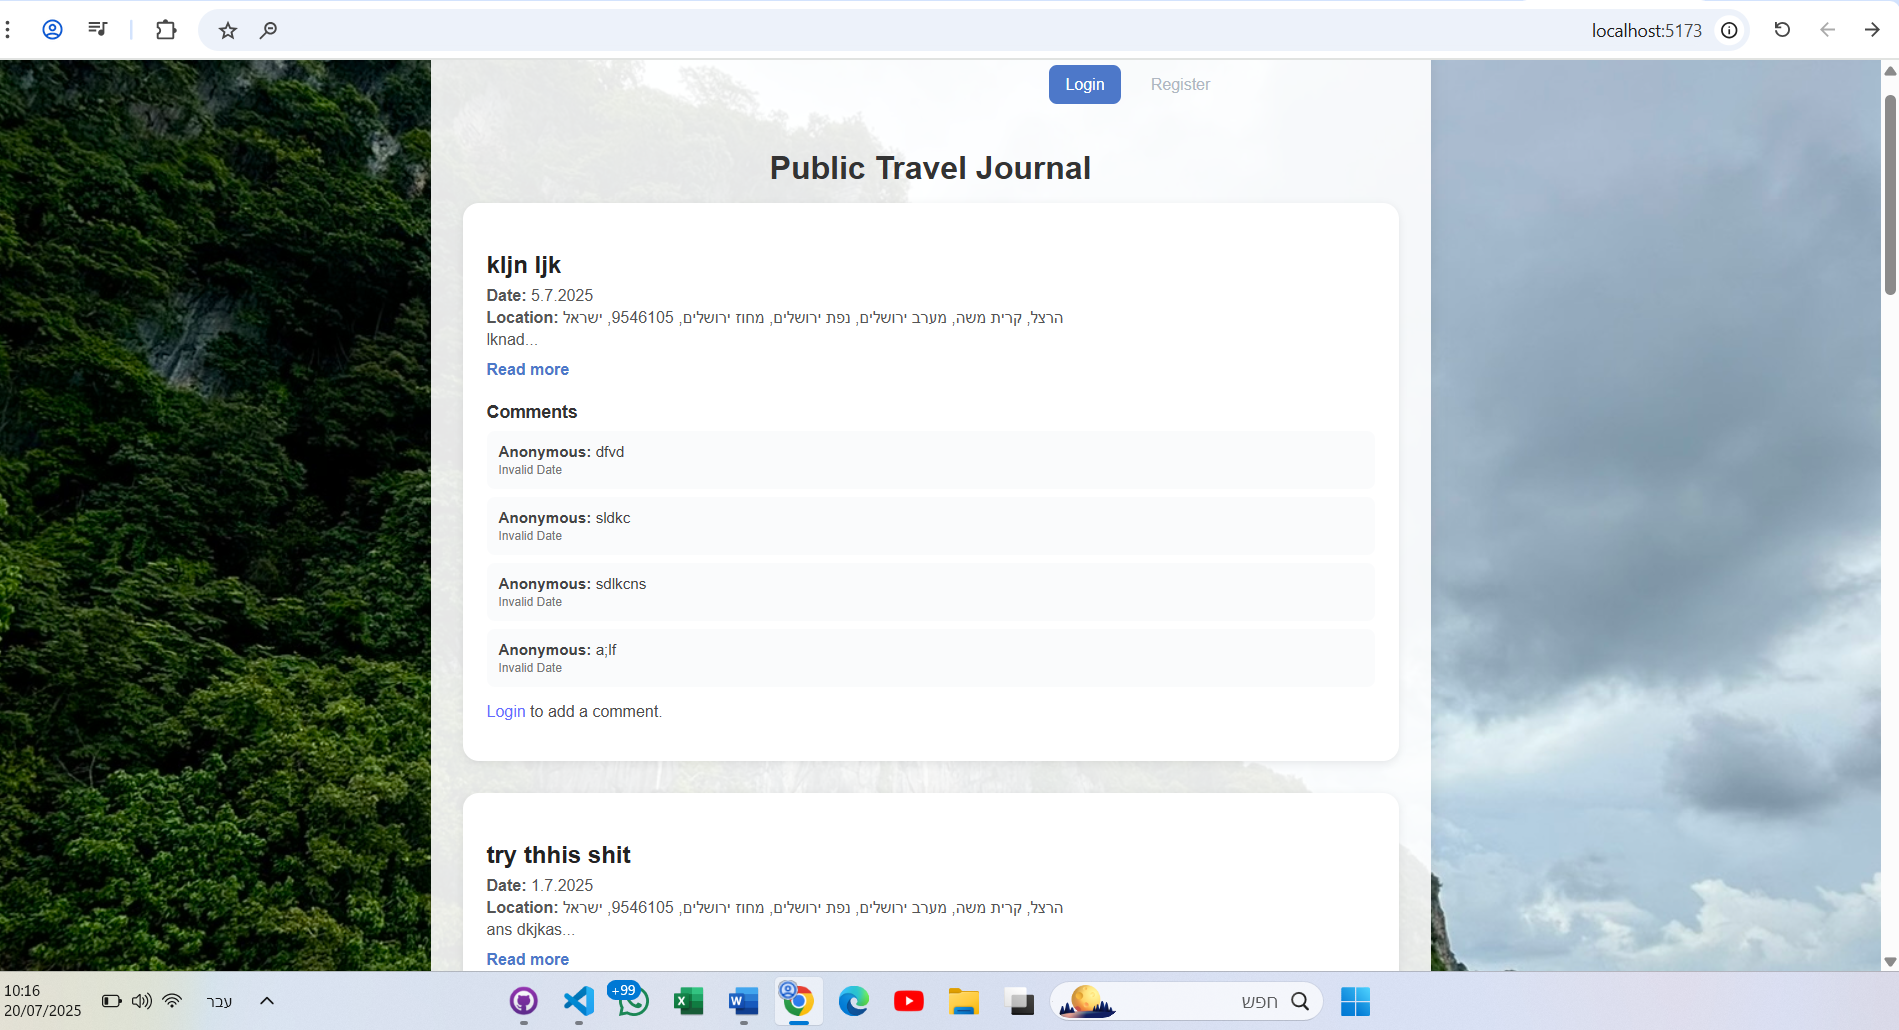 localhost:5173
Login
Register
Public Travel Journal
kljn ljk
Date: 5.7.2025
Location: הרצל, קרית משה, מערב ירושלים, נפת ירושלים, מחוז ירושלים, 9546105, ישראל
lknad...
Read more
Comments
Anonymous: dfvd
Invalid Date
Anonymous: sldkc
Invalid Date
Anonymous: sdlkcns
Invalid Date
Anonymous: a;lf
Invalid Date
Login to add a comment.
try thhis shit
Date: 1.7.2025
Location: הרצל, קרית משה, מערב ירושלים, נפת ירושלים, מחוז ירושלים, 9546105, ישראל
ans dkjkas...
Read more
10:16
20/07/2025
עבר
+99
חפש